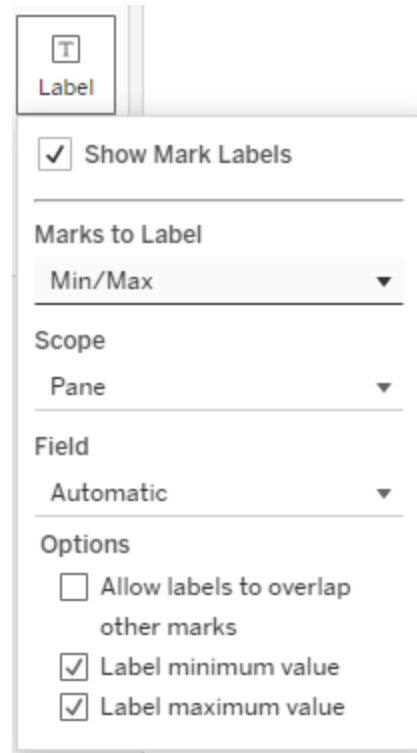 T
Label
Show Mark Labels
Marks to Label
Min/Max
Scope
Pane
Field
Automatic
Options
Allow labels to overlap
other marks
Label minimum value
Label maximum value